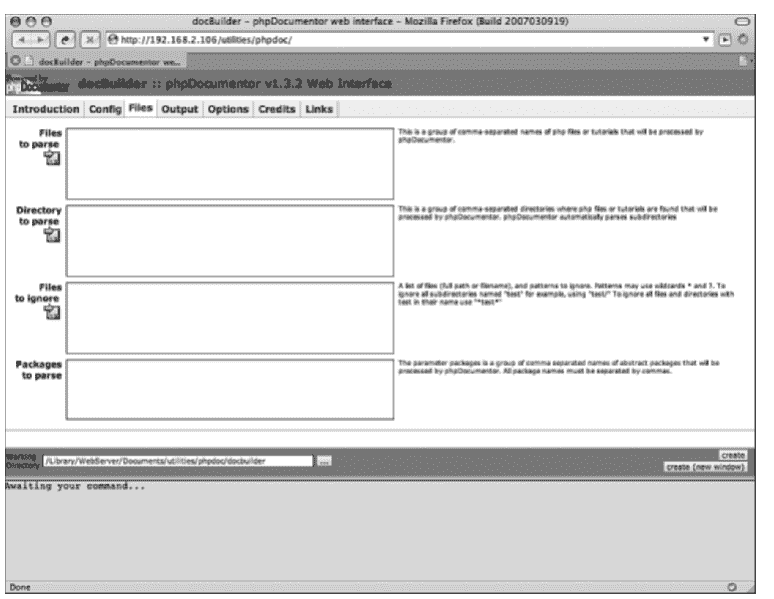 docBuilder – phpDocumentor web interface – Mozilla Firefox (Build 2007030919)
http://192.168.2.106/utilities/phpdoc/
docBuilder – phpDocumentor we...
Powered by
phpDocumentor
docBuilder :: phpDocumentor v1.3.2 Web Interface
Introduction Config Files Output Options Credits Links
Files
to parse
This is a group of comma-separated names of php files or tutorials that will be processed by
phpDocumentor.
Directory
to parse
This is a group of comma-separated directories where php files or tutorials are found that will be
processed by phpDocumentor. phpDocumentor automatically parses subdirectories
Files
to ignore
A list of files (full path or filename), and patterns to ignore. Patterns may use wildcards * and ?. To
ignore all subdirectories named "test" for example, using "test/" To ignore all files and directories with
test in their name use "*test*"
Packages
to parse
The parameter packages is a group of comma separated names of abstract packages that will be
processed by phpDocumentor. All package names must be separated by commas.
Working
Directory
/Library/WebServer/Documents/utilities/phpdoc/docbuilder
...
create
create (new window)
Awaiting your command...
Done